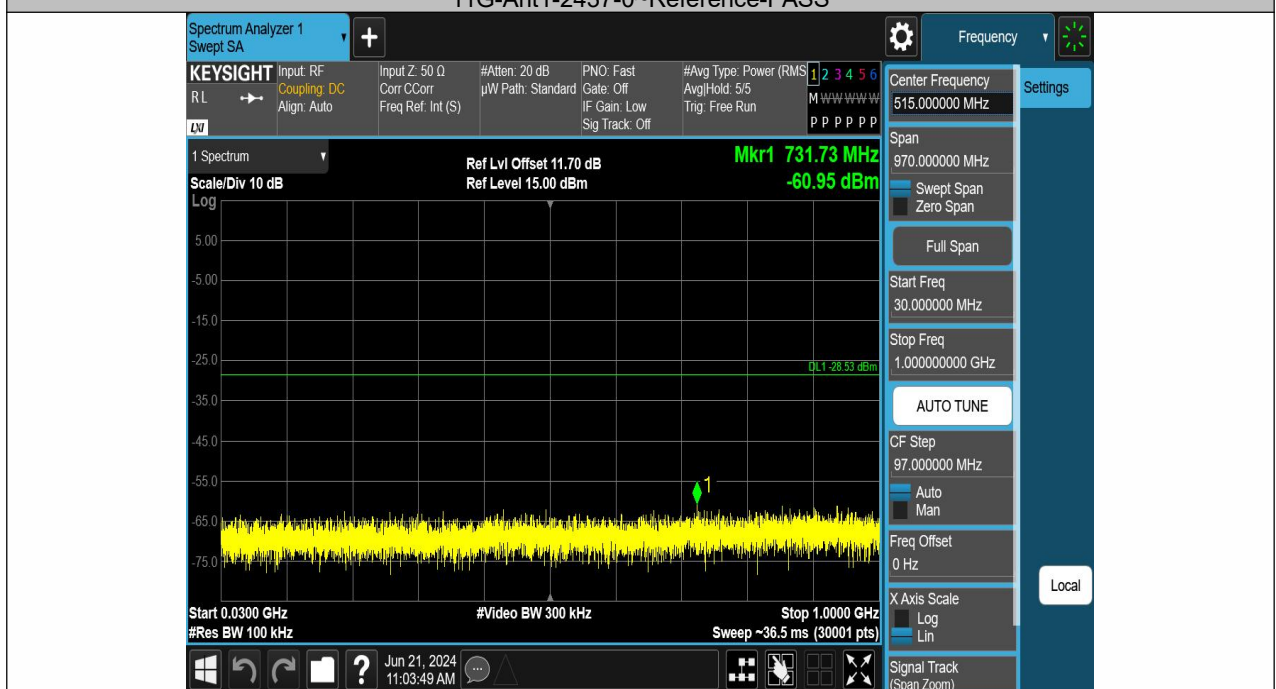 Spectrum Analyzer 1
Swept SA
+
Frequency
KEYSIGHT
RL
LXI
Input: RF
Coupling: DC
Align: Auto
Input Z: 50 Ω
Corr CCorr
Freq Ref: Int (S)
#Atten: 20 dB
µW Path: Standard
PNO: Fast
Gate: Off
IF Gain: Low
Sig Track: Off
#Avg Type: Power (RMS
Avg|Hold: 5/5
Trig: Free Run
1 2 3 4 5 6
M W W W W W
P P P P P P
1 Spectrum
Scale/Div 10 dB
Log
Ref Lvl Offset 11.70 dB
Ref Level 15.00 dBm
Mkr1 731.73 MHz
-60.95 dBm
5.00
-5.00
-15.0
-25.0
DL1 -28.53 dBm
-35.0
-45.0
-55.0
1
-65.0
-75.0
Start 0.0300 GHz
#Res BW 100 kHz
#Video BW 300 kHz
Stop 1.0000 GHz
Sweep ~36.5 ms (30001 pts)
?
Jun 21, 2024
11:03:49 AM
Center Frequency
515.000000 MHz
Settings
Span
970.000000 MHz
Swept Span
Zero Span
Full Span
Start Freq
30.000000 MHz
Stop Freq
1.000000000 GHz
AUTO TUNE
CF Step
97.000000 MHz
Auto
Man
Freq Offset
0 Hz
X Axis Scale
Log
Lin
Local
Signal Track
(Span Zoom)